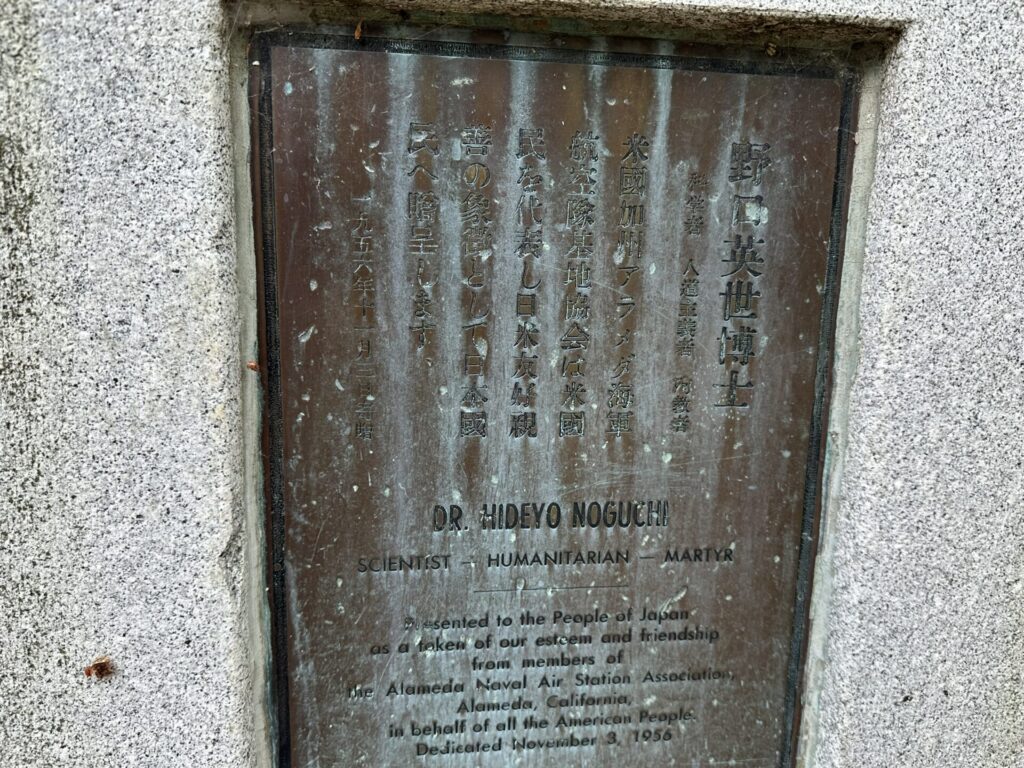 野口英世博士
科学者 人道主義者 殉教者
米國加州アラメダ海軍
航空隊基地協会は米國
民を代表し日米友好親
善の象徴として日本國
民へ贈呈します、
一九五六年十一月三日 寄贈
DR. HIDEYO NOGUCHI
SCIENTIST — HUMANITARIAN — MARTYR
Presented to the People of Japan
as a token of our esteem and friendship
from members of
the Alameda Naval Air Station Association,
Alameda, California,
in behalf of all the American People.
Dedicated November 3, 1956